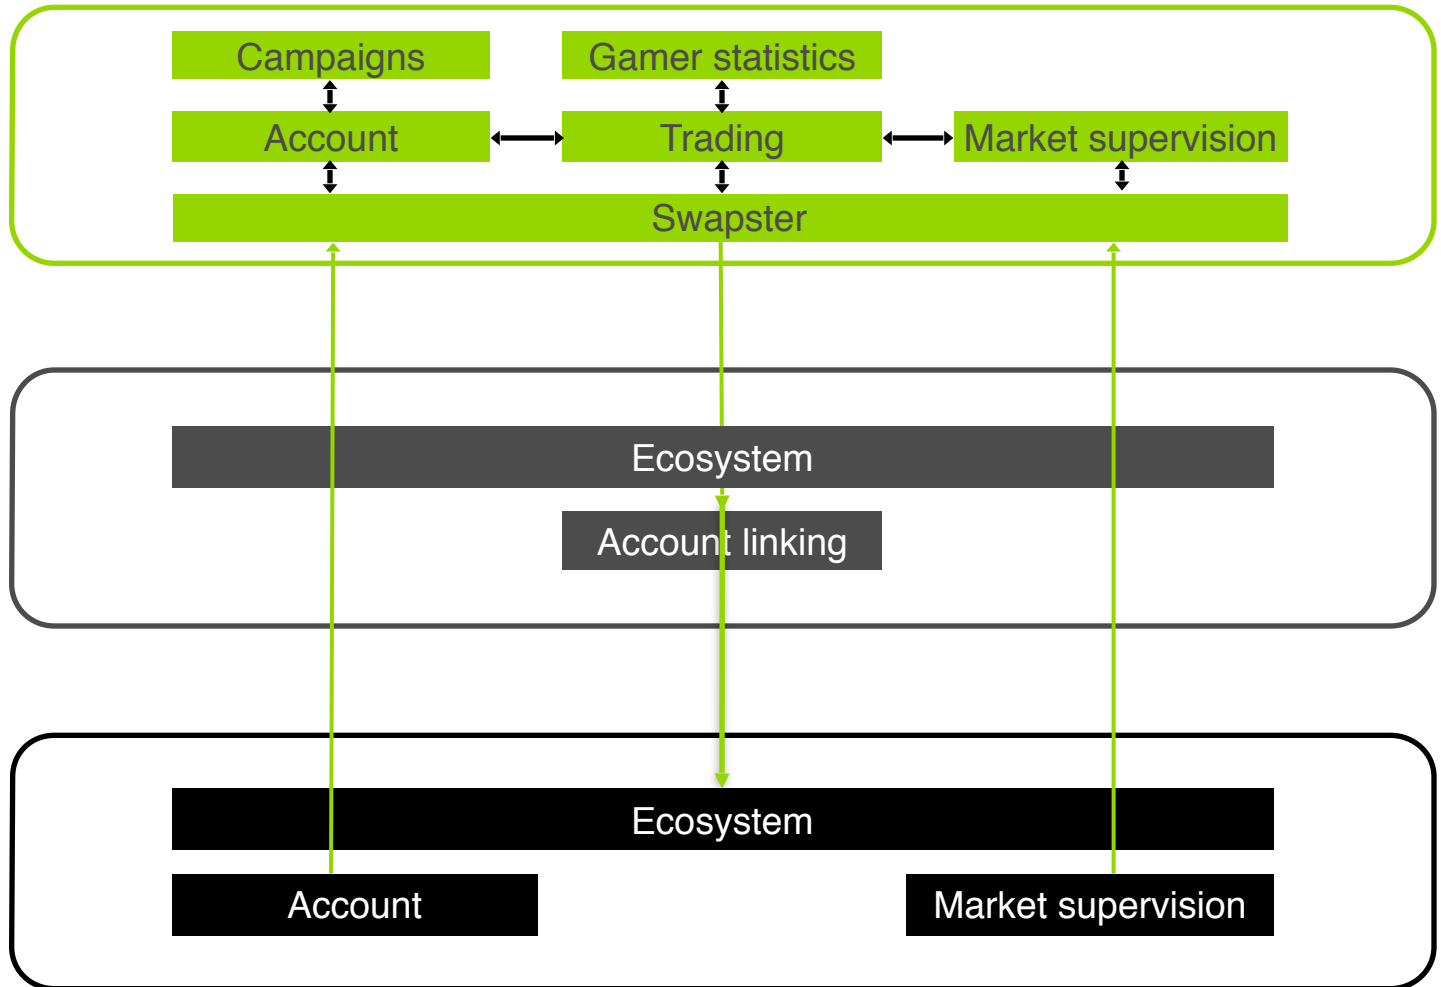 Campaigns
Gamer statistics
Account
Trading
Market supervision
Swapster
Ecosystem
Account linking
Ecosystem
Account
Market supervision